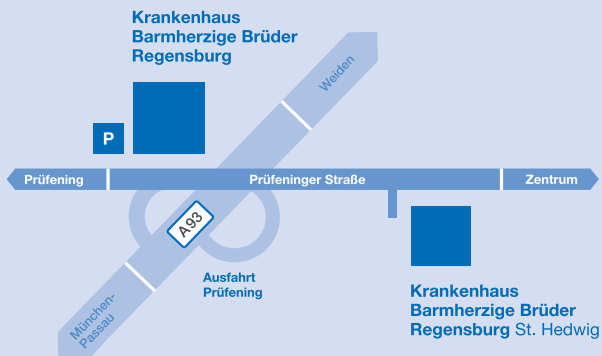 Krankenhaus
Barmherzige Brüder
Regensburg
Weiden
P
Prüfening
Prüfeninger Straße
Zentrum
A93
Ausfahrt
Prüfening
München-
Passau
Krankenhaus
Barmherzige Brüder
Regensburg St. Hedwig